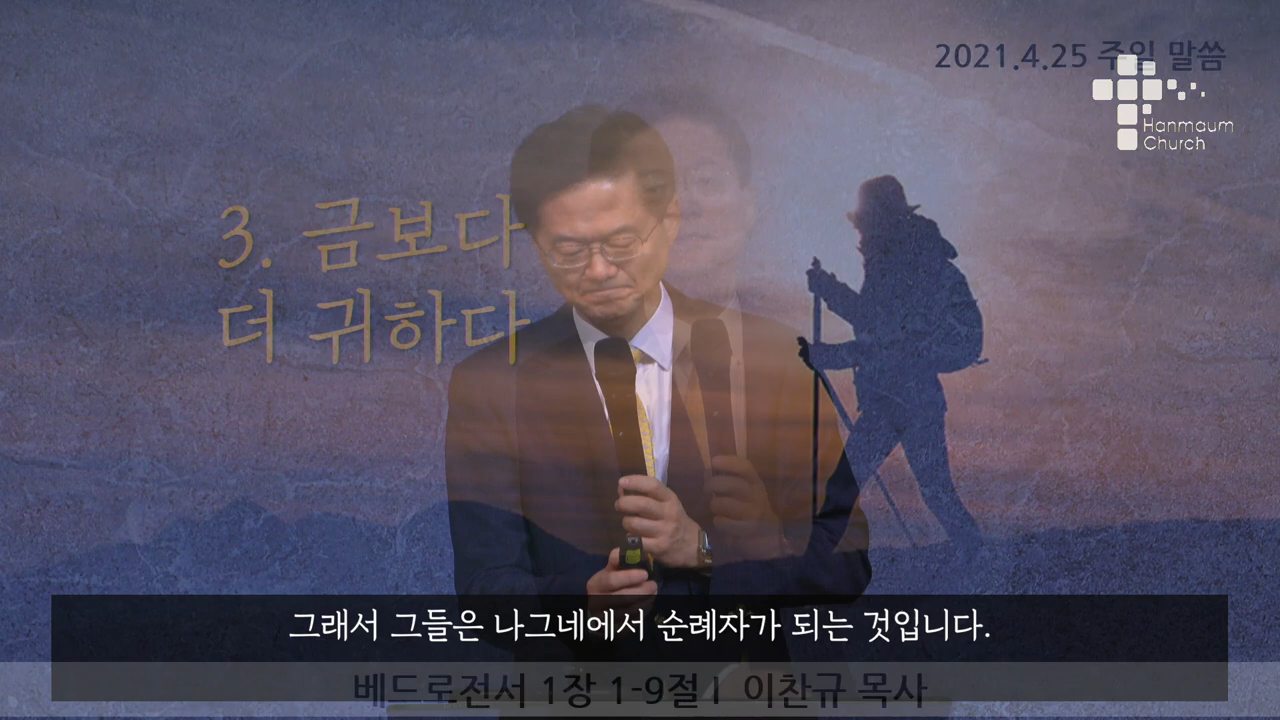 2021.4.25 주일 말씀
Hanmaum
Church
3. 금보다
더 귀하다
그래서 그들은 나그네에서 순례자가 되는 것입니다.
베드로전서 1장 1-9절 I 이찬규 목사